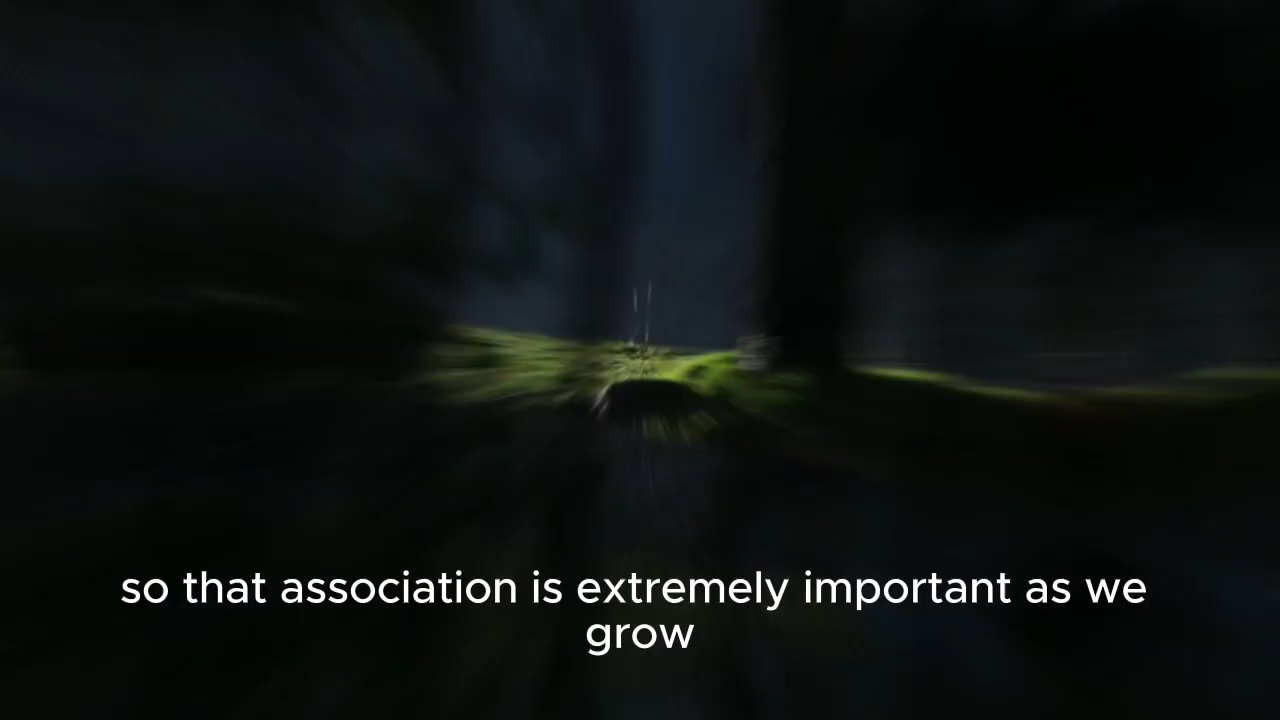 so that association is extremely important as we
grow